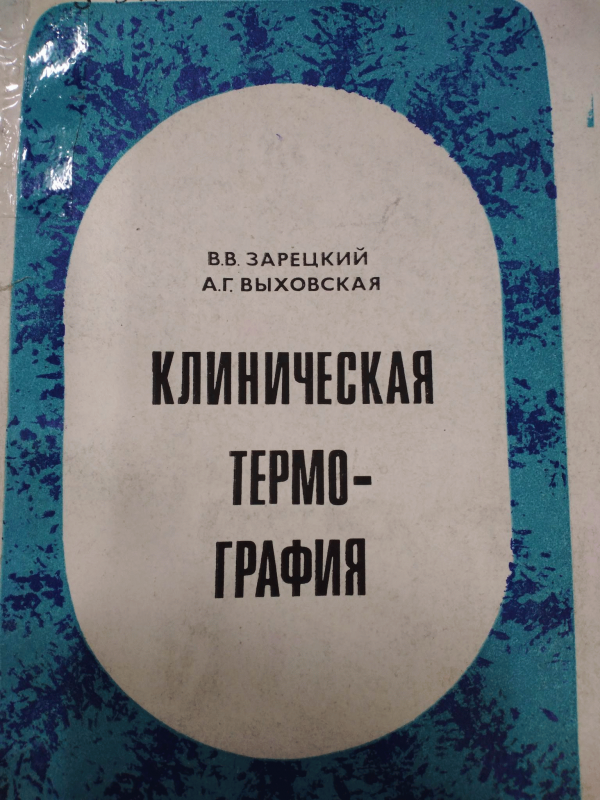 В.В. ЗАРЕЦКИЙ
А.Г. ВЫХОВСКАЯ
КЛИНИЧЕСКАЯ
ТЕРМО-
ГРАФИЯ